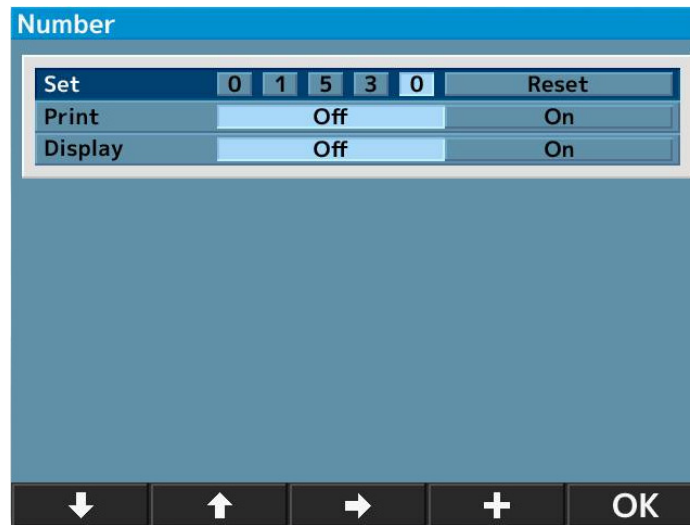 Number
Set 0 1 5 3 0 Reset
Print Off On
Display Off On
OK